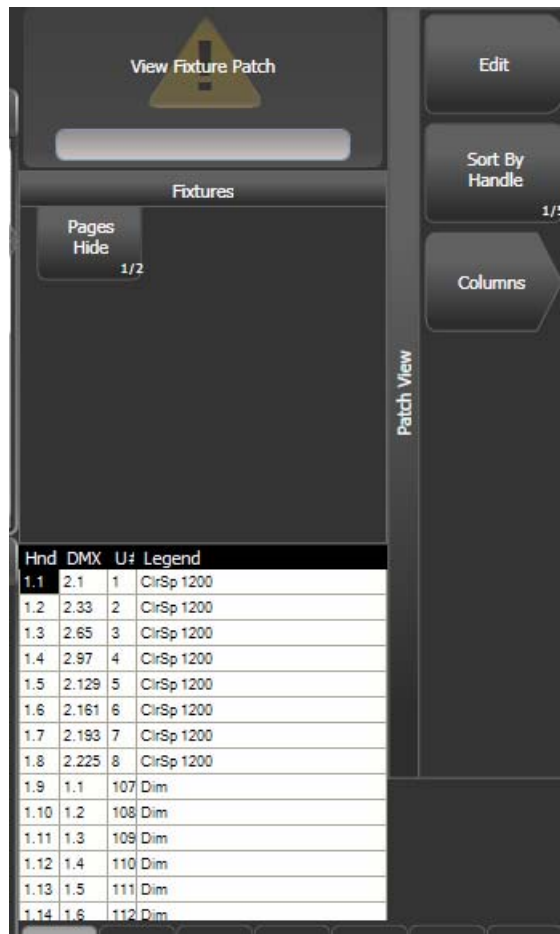 View Fixture Patch
Edit
Sort By
Handle
1/5
Fixtures
Pages
Hide
1/2
Columns
Patch View
Hnd DMX U# Legend
1.1 2.1 1 ClrSp 1200
1.2 2.33 2 ClrSp 1200
1.3 2.65 3 ClrSp 1200
1.4 2.97 4 ClrSp 1200
1.5 2.129 5 ClrSp 1200
1.6 2.161 6 ClrSp 1200
1.7 2.193 7 ClrSp 1200
1.8 2.225 8 ClrSp 1200
1.9 1.1 107 Dim
1.10 1.2 108 Dim
1.11 1.3 109 Dim
1.12 1.4 110 Dim
1.13 1.5 111 Dim
1.14 1.6 112 Dim